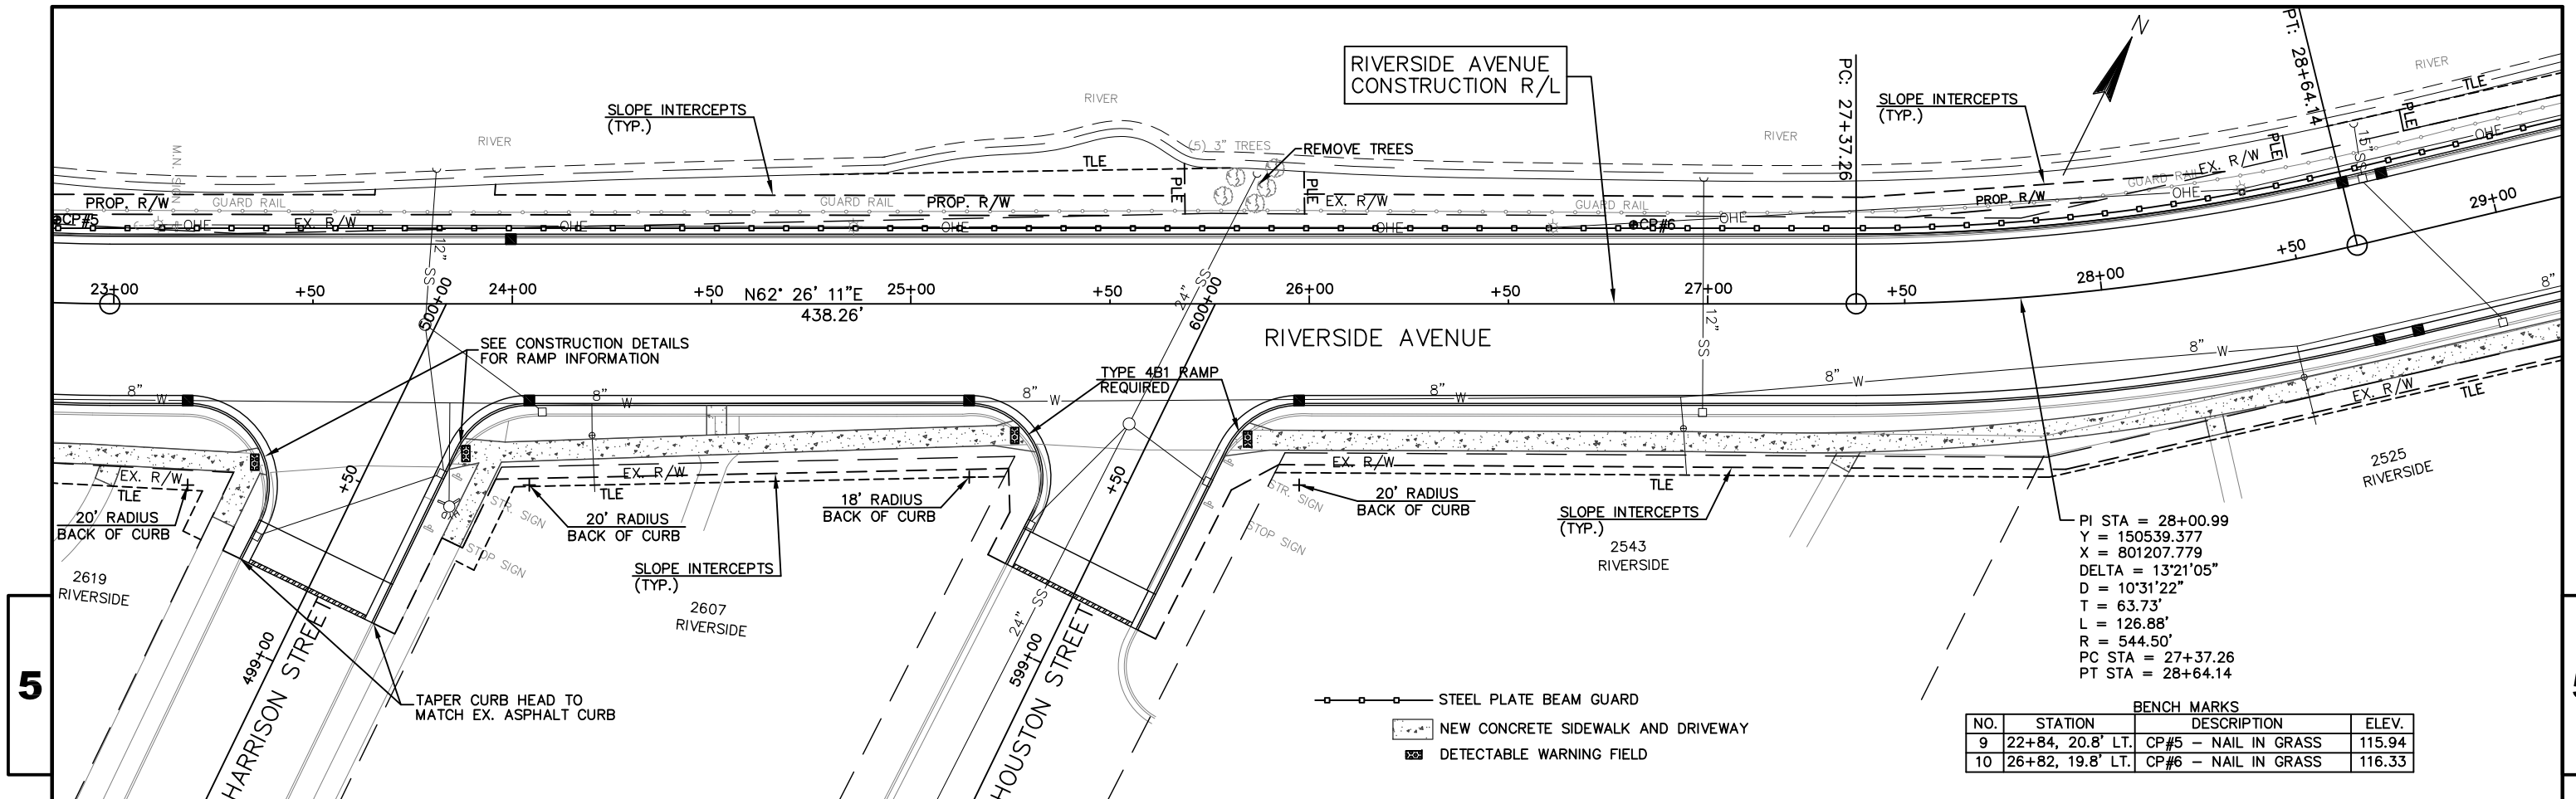 RIVERSIDE AVENUE
CONSTRUCTION R/L
PC: 27+37.26
PT: 28+64.14
N
SLOPE INTERCEPTS
(TYP.)
SLOPE INTERCEPTS
(TYP.)
RIVER
RIVER
RIVER
RIVER
(5) 3" TREES
REMOVE TREES
M.N. SIGN
TLE
TLE
PLE
PLE
PLE
PLE
PROP. R/W
GUARD RAIL
GUARD RAIL
PROP. R/W
EX. R/W
GUARD RAIL
PROP. R/W
GUARD RAIL
EX. R/W
CP#5
OHE
EX. R/W
OHE
OHE
OHE
CP#6
OHE
OHE
OHE
12" SS
24" SS
12" SS
15" SS
23+00
+50
24+00
+50
25+00
+50
26+00
+50
27+00
+50
28+00
+50
29+00
N62° 26' 11"E
438.26'
500+00
600+00
RIVERSIDE AVENUE
SEE CONSTRUCTION DETAILS
FOR RAMP INFORMATION
TYPE 4B1 RAMP
REQUIRED
8" W
8" W
8" W
8" W
8" W
8" W
8"
EX. R/W
TLE
20' RADIUS
BACK OF CURB
+50
STR. SIGN
STOP SIGN
EX. R/W
TLE
20' RADIUS
BACK OF CURB
18' RADIUS
BACK OF CURB
+50
STR. SIGN
STOP SIGN
EX. R/W
TLE
20' RADIUS
BACK OF CURB
SLOPE INTERCEPTS
(TYP.)
SLOPE INTERCEPTS
(TYP.)
EX. R/W
TLE
2619
RIVERSIDE
2607
RIVERSIDE
2543
RIVERSIDE
2525
RIVERSIDE
499+00
HARRISON STREET
24" SS
599+00
HOUSTON STREET
TAPER CURB HEAD TO
MATCH EX. ASPHALT CURB
PI STA = 28+00.99
Y = 150539.377
X = 801207.779
DELTA = 13°21'05"
D = 10°31'22"
T = 63.73'
L = 126.88'
R = 544.50'
PC STA = 27+37.26
PT STA = 28+64.14
STEEL PLATE BEAM GUARD
NEW CONCRETE SIDEWALK AND DRIVEWAY
DETECTABLE WARNING FIELD
BENCH MARKS
NO. STATION DESCRIPTION ELEV.
9 22+84, 20.8' LT. CP#5 – NAIL IN GRASS 115.94
10 26+82, 19.8' LT. CP#6 – NAIL IN GRASS 116.33
5